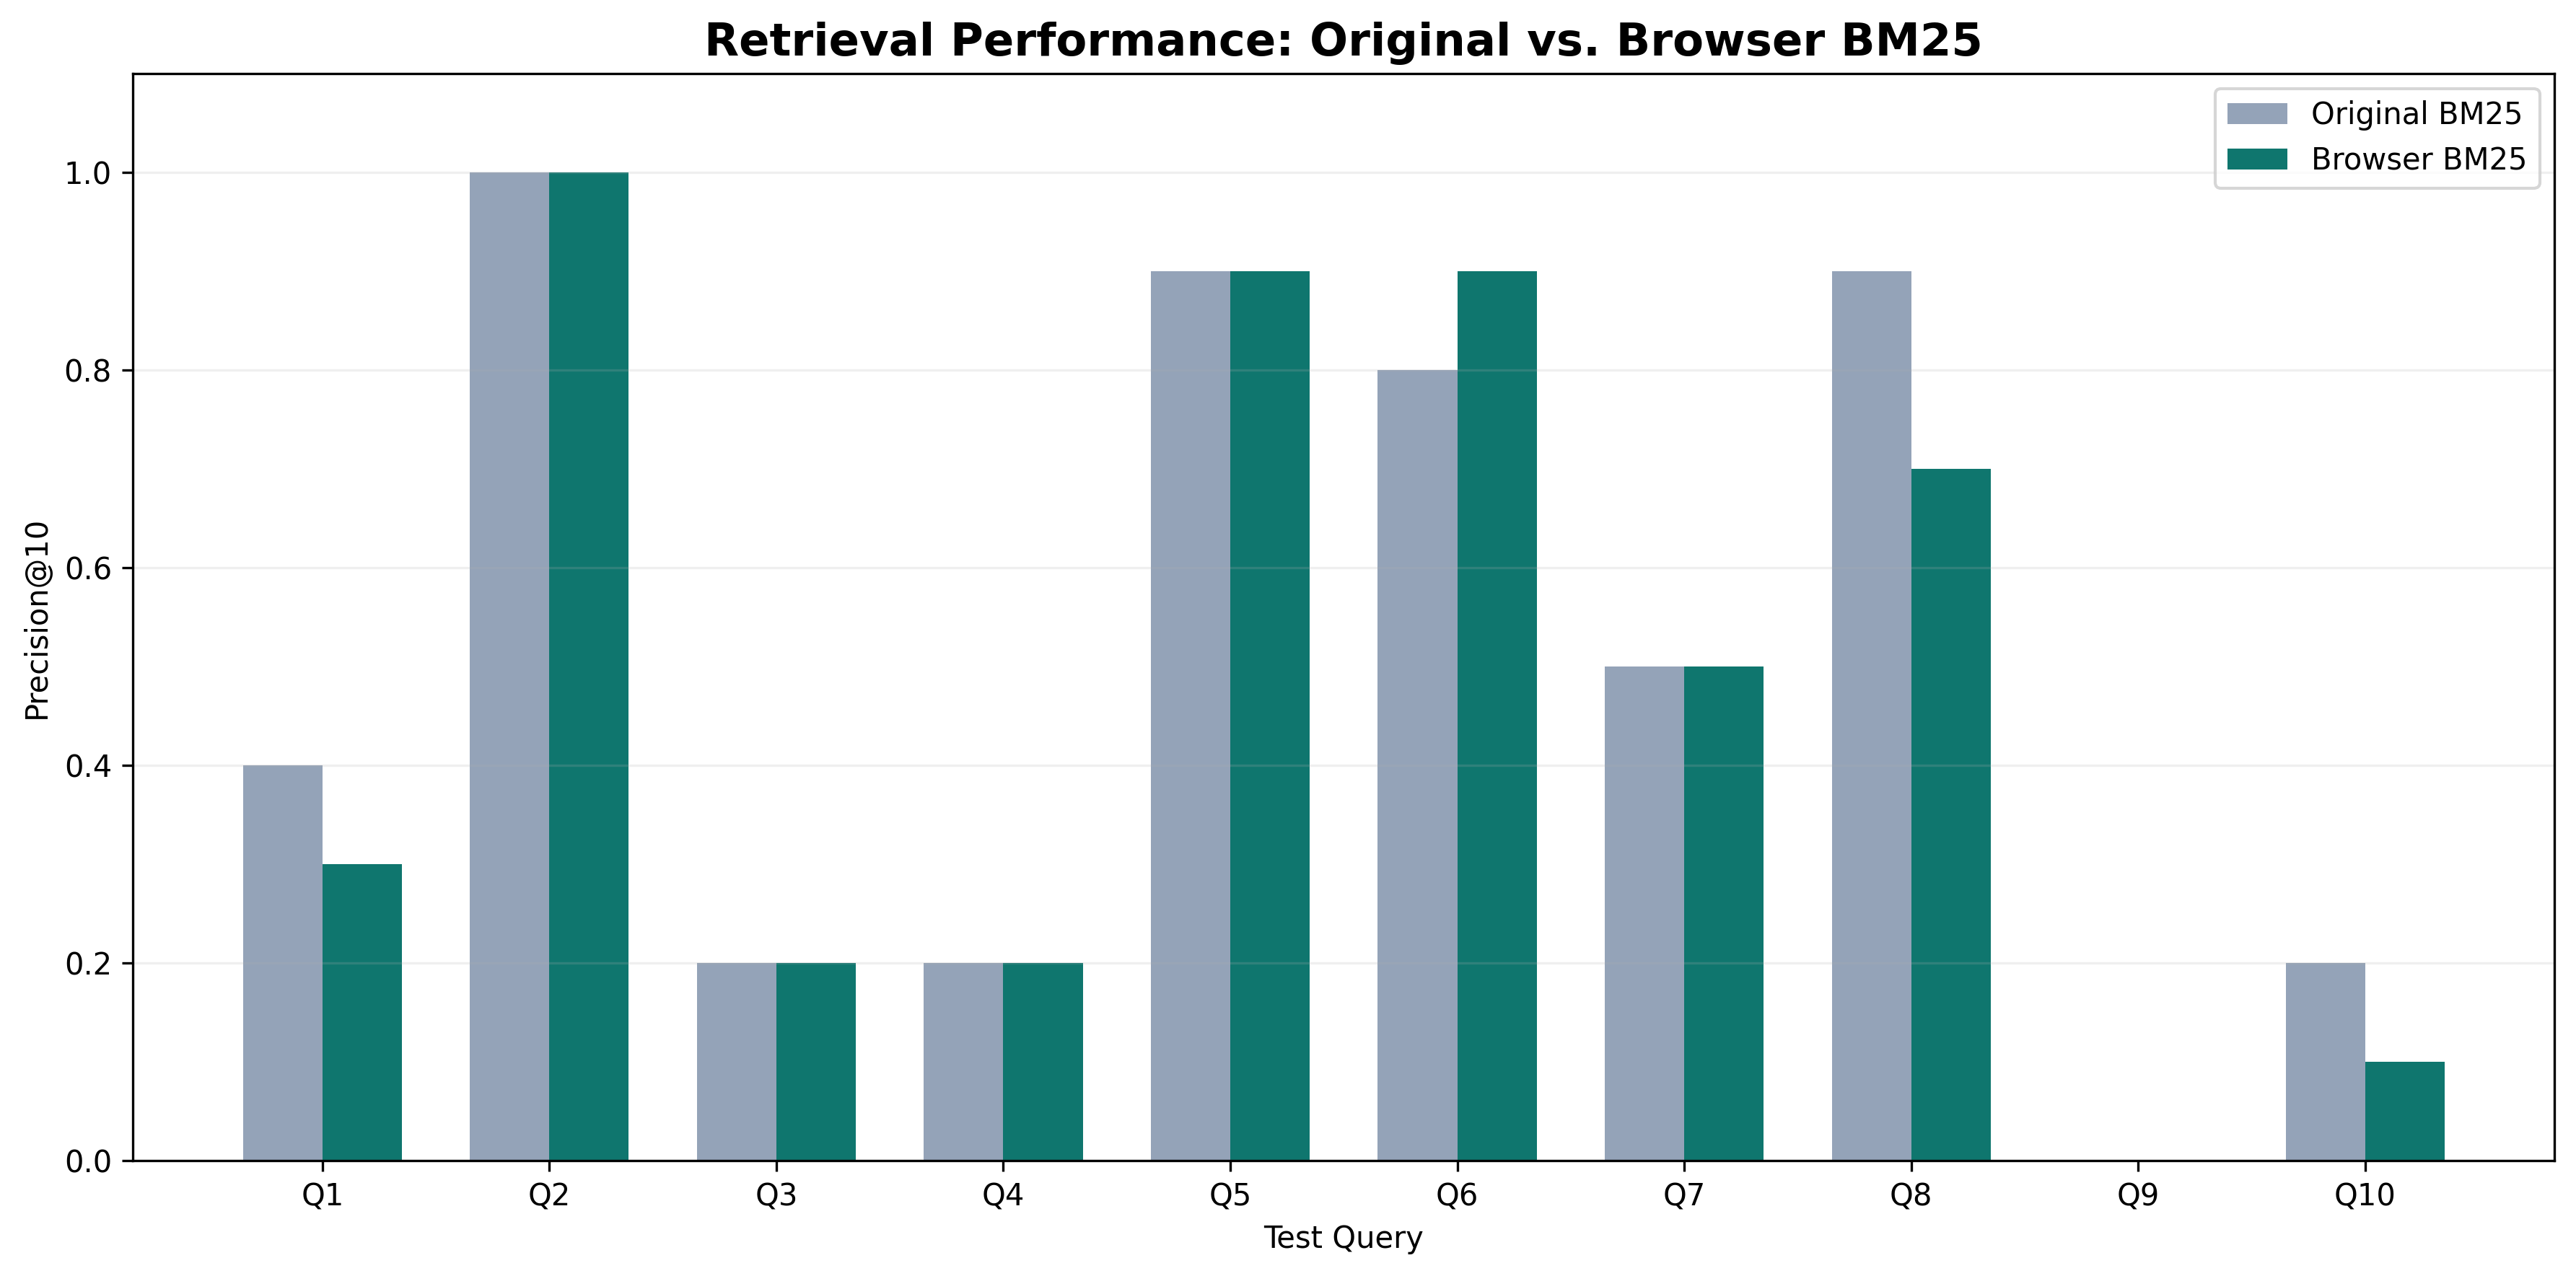 Retrieval Performance: Original vs. Browser BM25
Original BM25
Browser BM25
Precision@10
1.0
0.8
0.6
0.4
0.2
0.0
Q1 Q2 Q3 Q4 Q5 Q6 Q7 Q8 Q9 Q10
Test Query